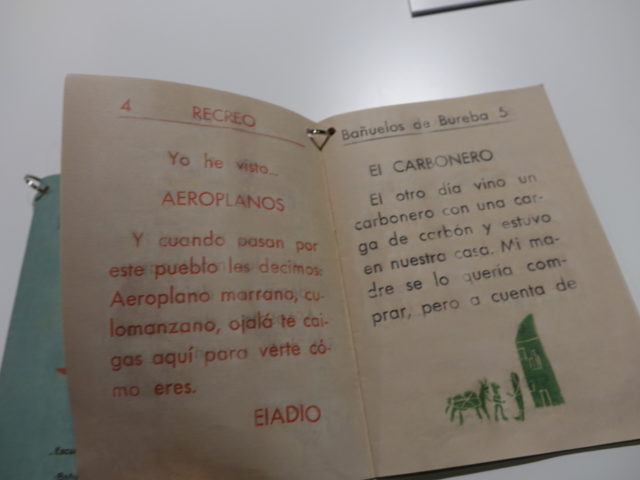 4 RECREO
Yo he visto...
AEROPLANOS
Y cuando pasan por
este pueblo les decimos:
Aeroplano marrano, cu-
lomanzano, ojalá te cai-
gas aquí para verte có-
mo eres.
ElADIO
Bañuelos de Bureba 5
El CARBONERO
El otro día vino un
carbonero con una car-
ga de carbón y estuvo
en nuestra casa. Mi ma-
dre se lo quería com-
prar, pero a cuenta de